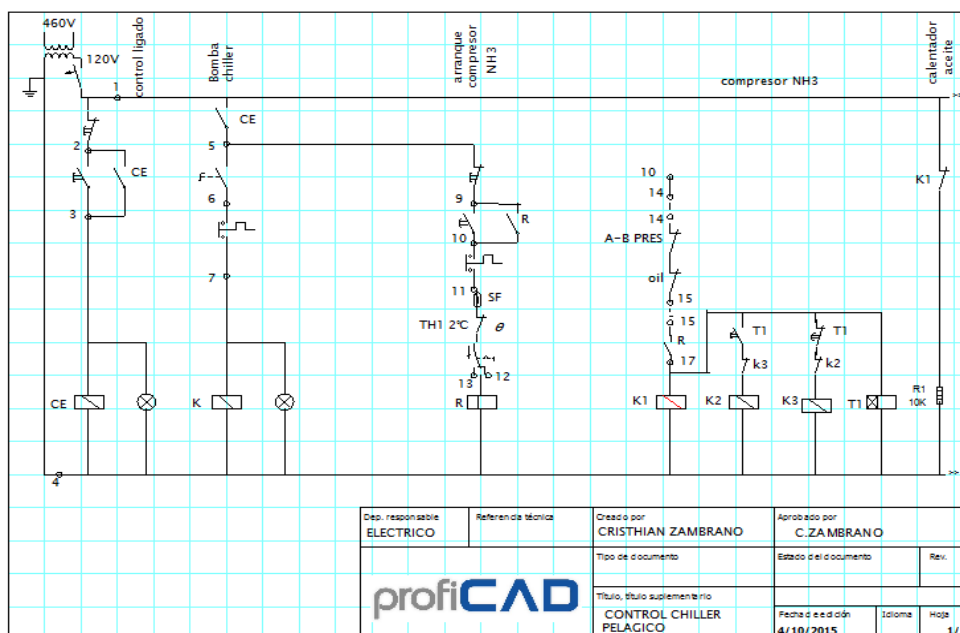 460V
120V
control ligado
Bomba
chiller
arranque
compresor
NH3
compresor NH3
calentador
aceite
1
CE
2
5
CE
K1
10
14
3
6
9
R
14
10
A-B PRES
7
oil
11
SF
15
TH1 2°C
θ
15
T1
T1
R
17
k3
k2
13
12
R1
10K
CE
K
R
K1
K2
K3
T1
4
Dep. responsable
ELECTRICO
Referencia técnica
Creado por
CRISTHIAN ZAMBRANO
Aprobado por
C.ZAMBRANO
Tipo de documento
Estado del documento
Rev.
profiCAD
Título, título suplementario
CONTROL CHILLER
PELAGICO
Fecha de edición
4/10/2015
Idioma
Hoja
1/